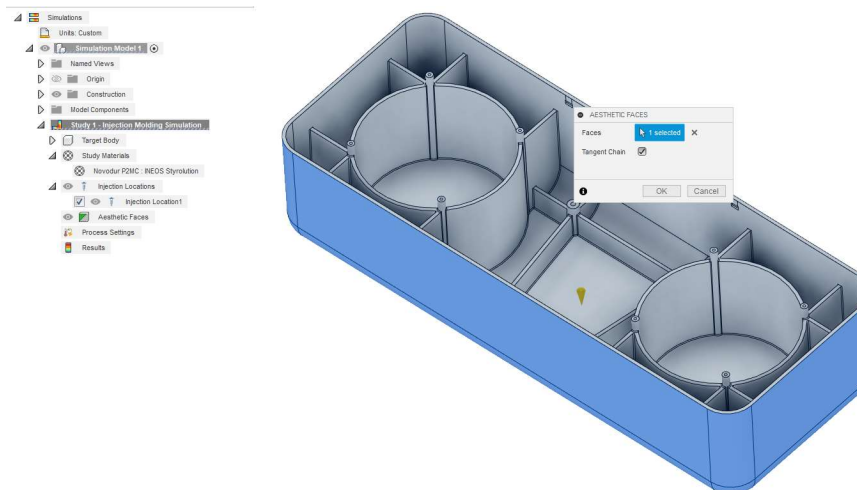 Simulations
Units: Custom
Simulation Model 1
Named Views
Origin
Construction
Model Components
Study 1 - Injection Molding Simulation
Target Body
Study Materials
Novodur P2MC : INEOS Styrolution
Injection Locations
Injection Location1
Aesthetic Faces
Process Settings
Results
AESTHETIC FACES
Faces 1 selected
Tangent Chain
OK Cancel